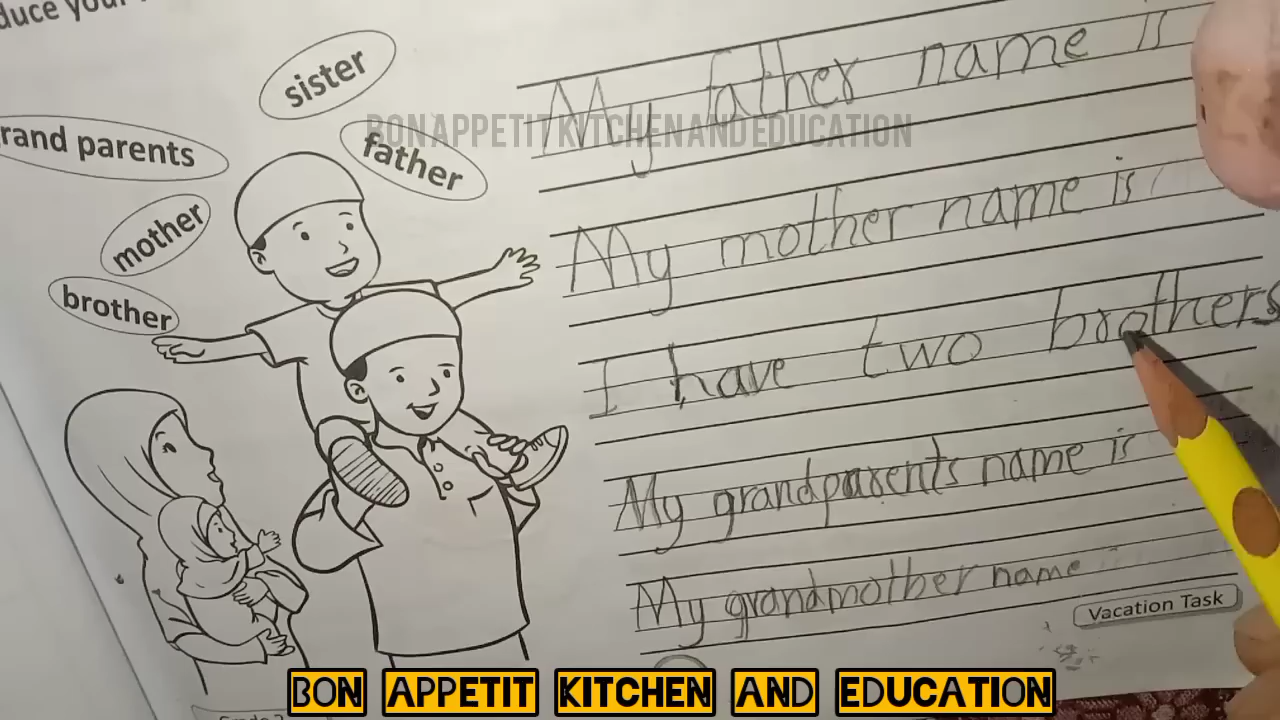 duce your
sister
rand parents
father
mother
brother
My father name is
BON APPETIT KITCHEN AND EDUCATION
My mother name is
I have two brothers
My grandparents name is
My grandmother name
Vacation Task
BON APPETIT KITCHEN AND EDUCATION